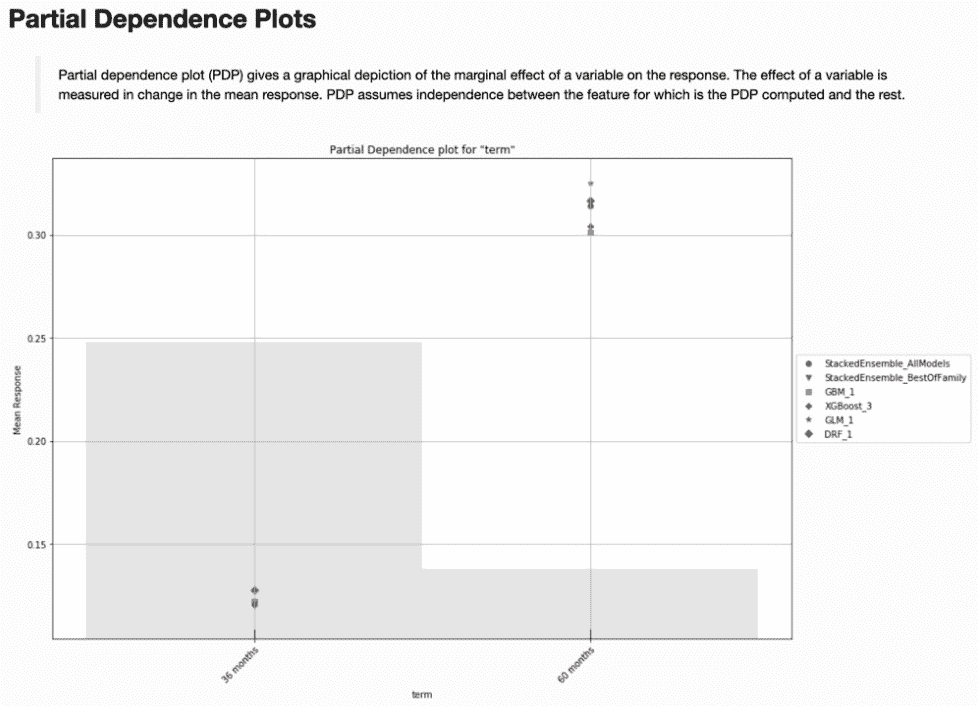 Partial Dependence Plots
Partial dependence plot (PDP) gives a graphical depiction of the marginal effect of a variable on the response. The effect of a variable is
measured in change in the mean response. PDP assumes independence between the feature for which is the PDP computed and the rest.
Partial Dependence plot for "term"
0.30
0.25
0.20
0.15
Mean Response
StackedEnsemble_AllModels
StackedEnsemble_BestOfFamily
GBM_1
XGBoost_3
GLM_1
DRF_1
36 months
60 months
term